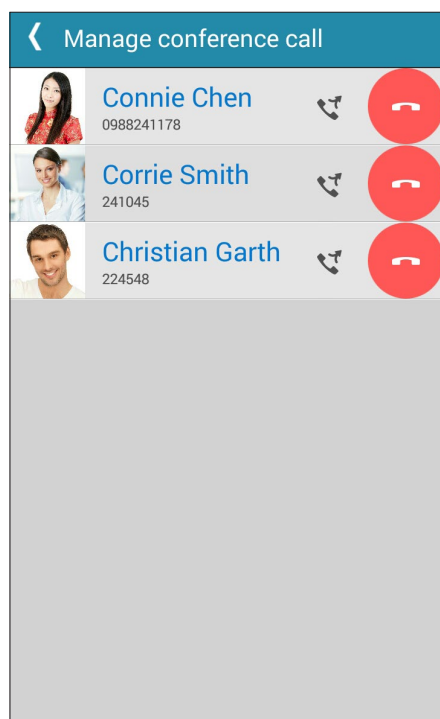 Manage conference call
Connie Chen
0988241178
Corrie Smith
241045
Christian Garth
224548